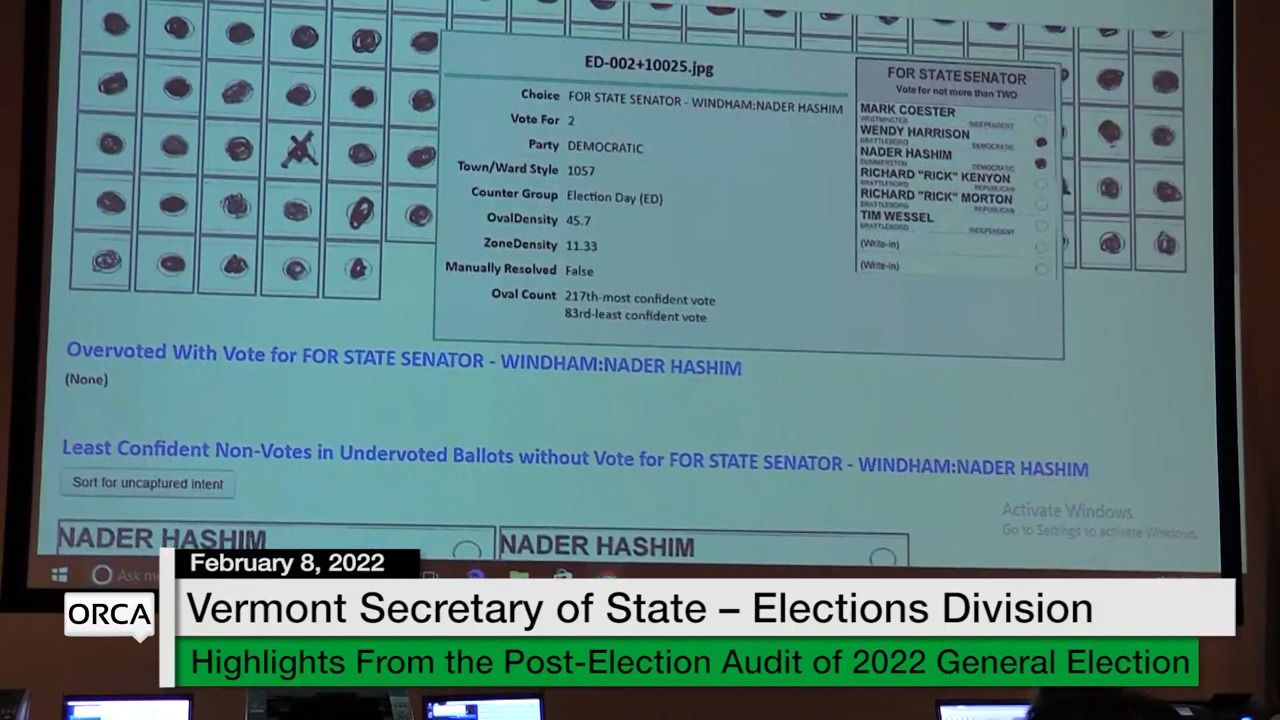 ED-002+10025.jpg
Choice FOR STATE SENATOR - WINDHAM:NADER HASHIM
Vote For 2
Party DEMOCRATIC
Town/Ward Style 1057
Counter Group Election Day (ED)
OvalDensity 45.7
ZoneDensity 11.33
Manually Resolved False
Oval Count 217th-most confident vote
83rd-least confident vote
FOR STATE SENATOR
Vote for not more than TWO
MARK COESTER
WESTMINSTER INDEPENDENT
WENDY HARRISON
BRATTLEBORO DEMOCRATIC
NADER HASHIM
DUMMERSTON DEMOCRATIC
RICHARD "RICK" KENYON
BRATTLEBORO REPUBLICAN
RICHARD "RICK" MORTON
BRATTLEBORO REPUBLICAN
TIM WESSEL
BRATTLEBORO INDEPENDENT
(Write-in)
(Write-in)
Overvoted With Vote for FOR STATE SENATOR - WINDHAM:NADER HASHIM
(None)
Least Confident Non-Votes in Undervoted Ballots without Vote for FOR STATE SENATOR - WINDHAM:NADER HASHIM
Sort for uncaptured intent
Activate Windows
Go to Settings to activate Windows.
NADER HASHIM
NADER HASHIM
Ask
February 8, 2022
ORCA
Vermont Secretary of State – Elections Division
Highlights From the Post-Election Audit of 2022 General Election